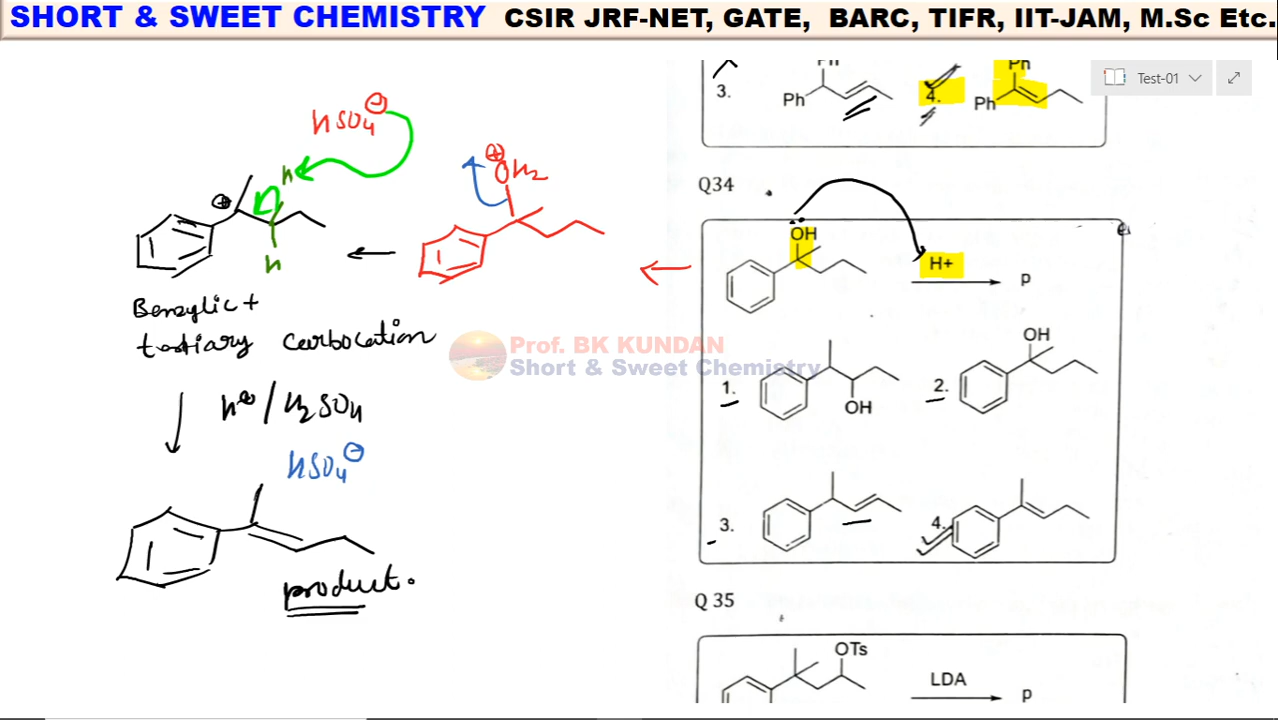 SHORT & SWEET CHEMISTRY CSIR JRF-NET, GATE, BARC, TIFR, IIT-JAM, M.Sc Etc.
Test-01
3. Ph Ph 4. Ph Ph
HSO4⊖
⊕ H H
⊕ OH2
Benzylic +
tertiary carbocation
H⊕ / H2SO4
HSO4⊖
product.
Prof. BK KUNDAN
Short & Sweet Chemistry
Q34
OH
H+
p
1. OH
2. OH
3.
4.
Q 35
OTs
LDA
p